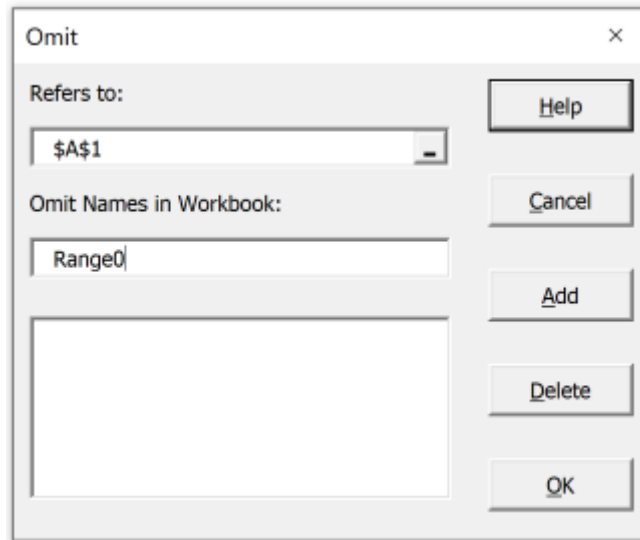 Omit
Refers to:
$A$1
Omit Names in Workbook:
Range0
Help
Cancel
Add
Delete
OK